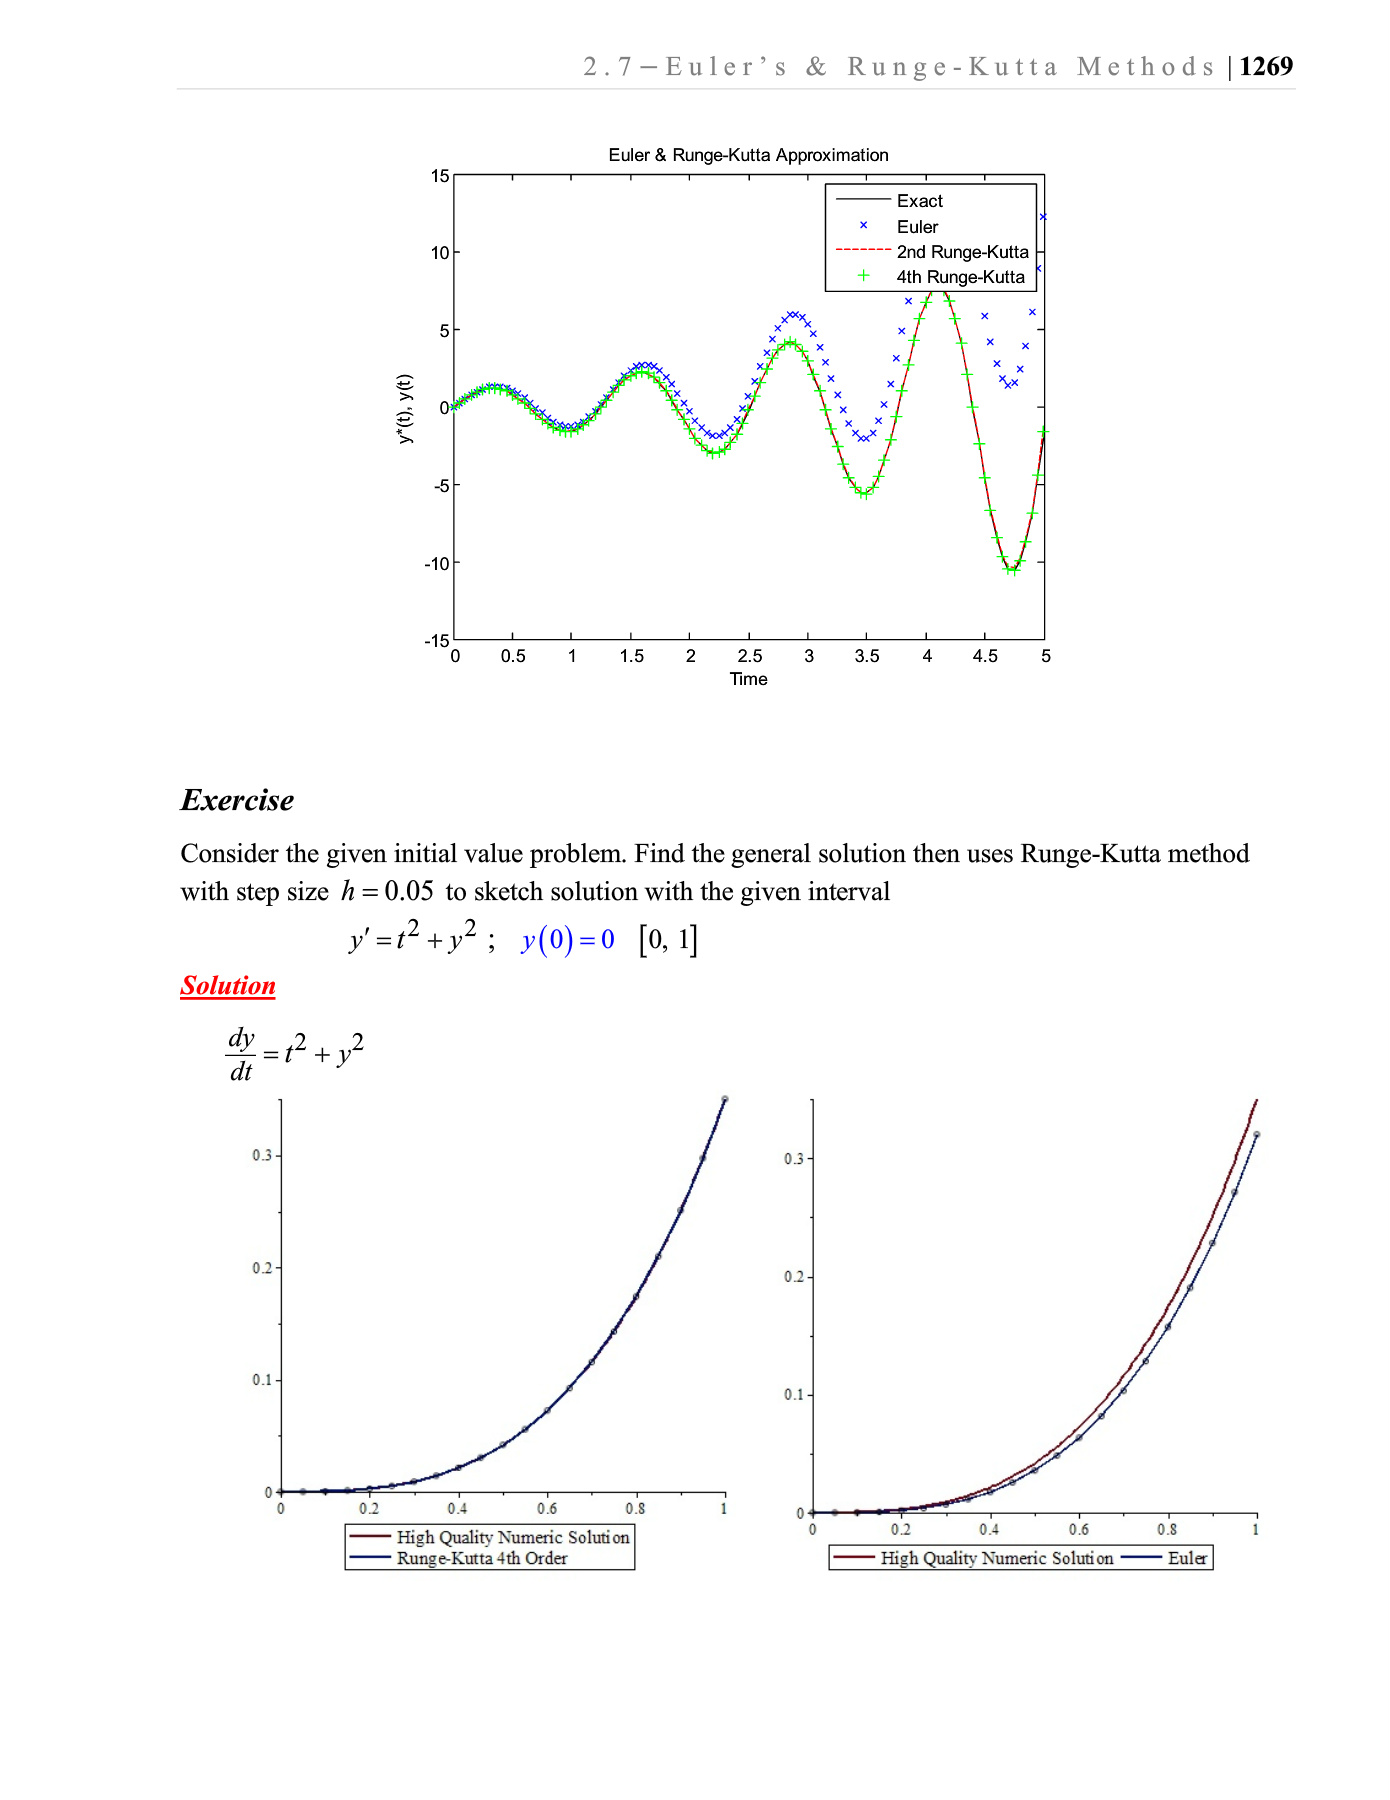 2.7–Euler's & Runge-Kutta Methods | 1269
Euler & Runge-Kutta Approximation
15
10
5
0
-5
-10
-15
y*(t), y(t)
Exact
Euler
2nd Runge-Kutta
4th Runge-Kutta
0 0.5 1 1.5 2 2.5 3 3.5 4 4.5 5
Time
Exercise
Consider the given initial value problem. Find the general solution then uses Runge-Kutta method
with step size h = 0.05 to sketch solution with the given interval
y' = t² + y² ; y(0) = 0 [0, 1]
Solution
dy/dt = t² + y²
0.3
0.2
0.1
0
0 0.2 0.4 0.6 0.8 1
High Quality Numeric Solution
Runge-Kutta 4th Order
0.3
0.2
0.1
0
0 0.2 0.4 0.6 0.8 1
High Quality Numeric Solution Euler